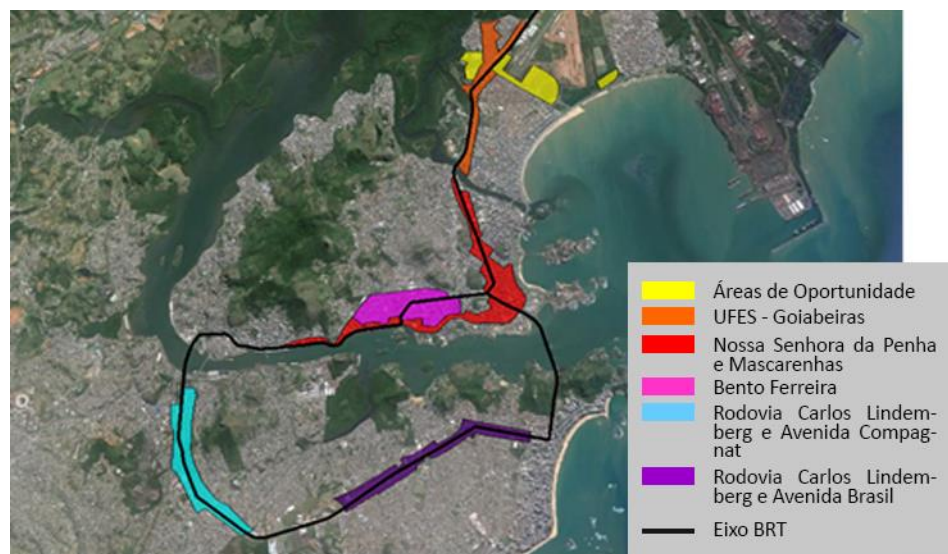 Áreas de Oportunidade
UFES - Goiabeiras
Nossa Senhora da Penha
e Mascarenhas
Bento Ferreira
Rodovia Carlos Lindem-
berg e Avenida Compag-
nat
Rodovia Carlos Lindem-
berg e Avenida Brasil
Eixo BRT